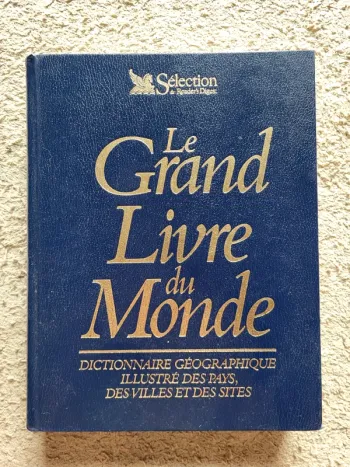 Sélection
du Reader's Digest
Le
Grand
Livre
du
Monde
DICTIONNAIRE GÉOGRAPHIQUE
ILLUSTRÉ DES PAYS,
DES VILLES ET DES SITES